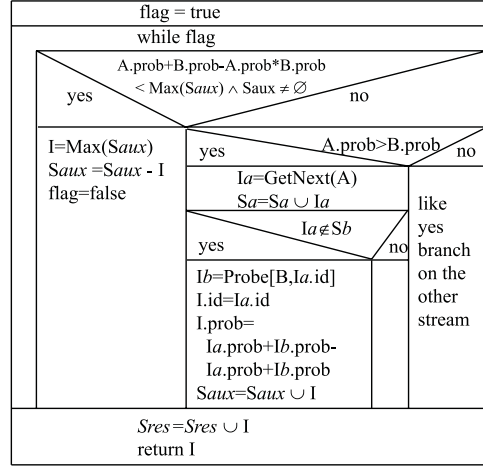 flag = true
while flag
A.prob+B.prob-A.prob*B.prob
< Max(Saux) ∧ Saux ≠ ∅
yes
no
A.prob>B.prob
yes
no
I=Max(Saux)
Saux =Saux - I
flag=false
Ia=GetNext(A)
Sa=Sa ∪ Ia
Ia∉Sb
yes
no
like
yes
branch
on the
other
stream
Ib=Probe[B,Ia.id]
I.id=Ia.id
I.prob=
Ia.prob+Ib.prob-
Ia.prob+Ib.prob
Saux=Saux ∪ I
Sres=Sres ∪ I
return I